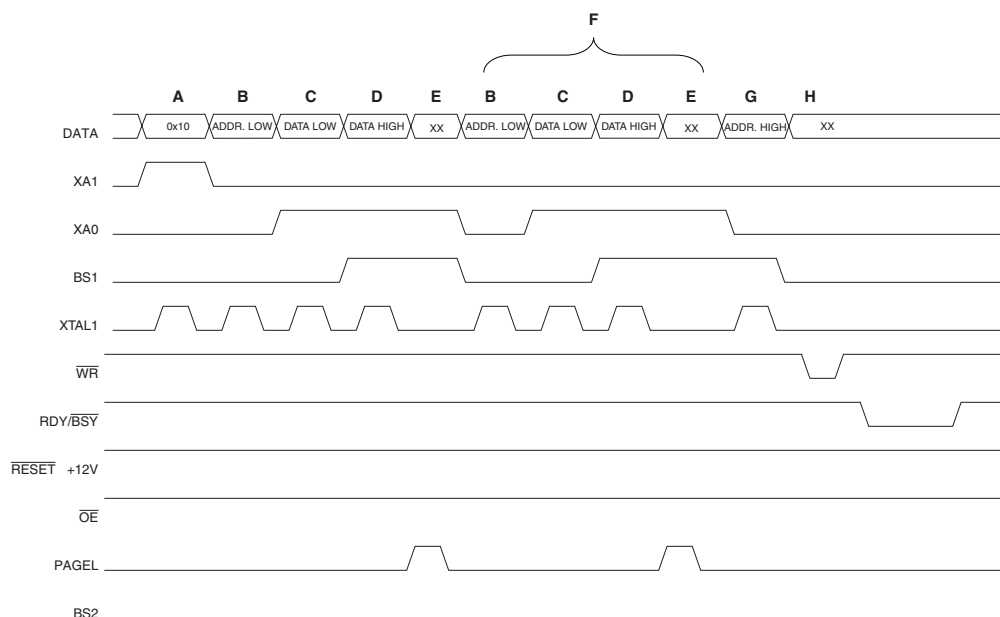 F
A B C D E B C D E G H
DATA 0x10 ADDR. LOW DATA LOW DATA HIGH XX ADDR. LOW DATA LOW DATA HIGH XX ADDR. HIGH XX
XA1
XA0
BS1
XTAL1
WR
RDY/BSY
RESET +12V
OE
PAGEL
BS2